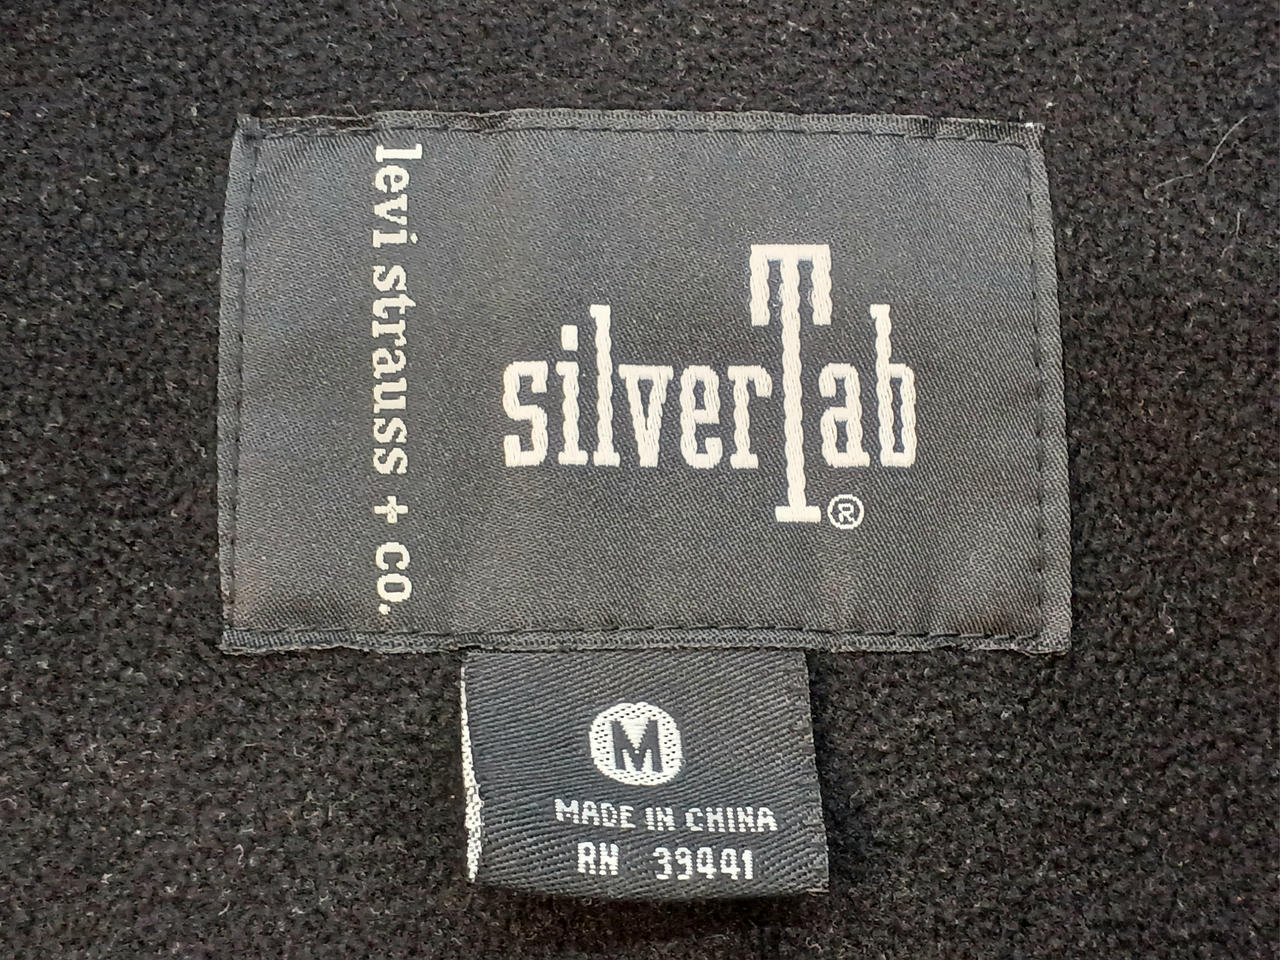 levi strauss + co.
silverTab®
M
MADE IN CHINA
RN 39441